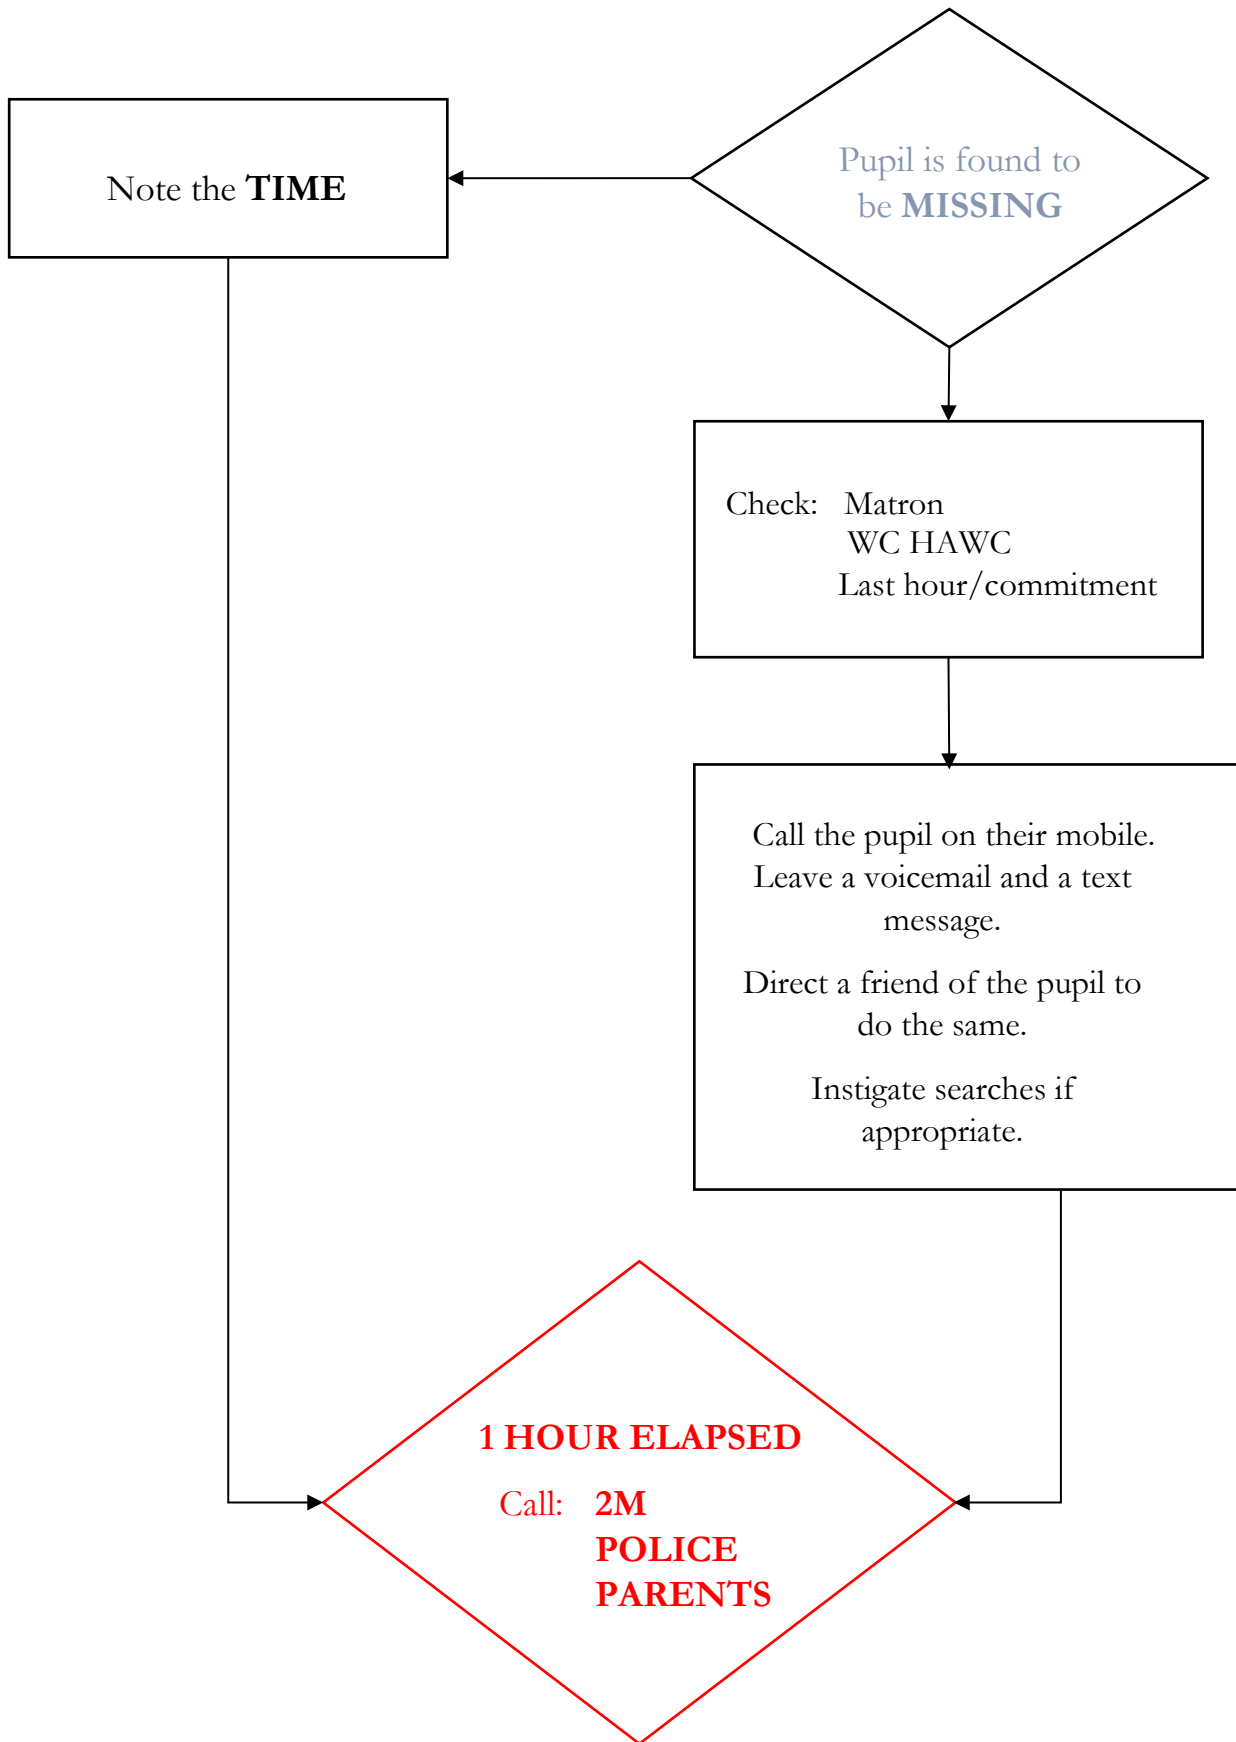 Pupil is found to
be MISSING
Note the TIME
Check: Matron
WC HAWC
Last hour/commitment
Call the pupil on their mobile.
Leave a voicemail and a text
message.
Direct a friend of the pupil to
do the same.
Instigate searches if
appropriate.
1 HOUR ELAPSED
Call: 2M
POLICE
PARENTS